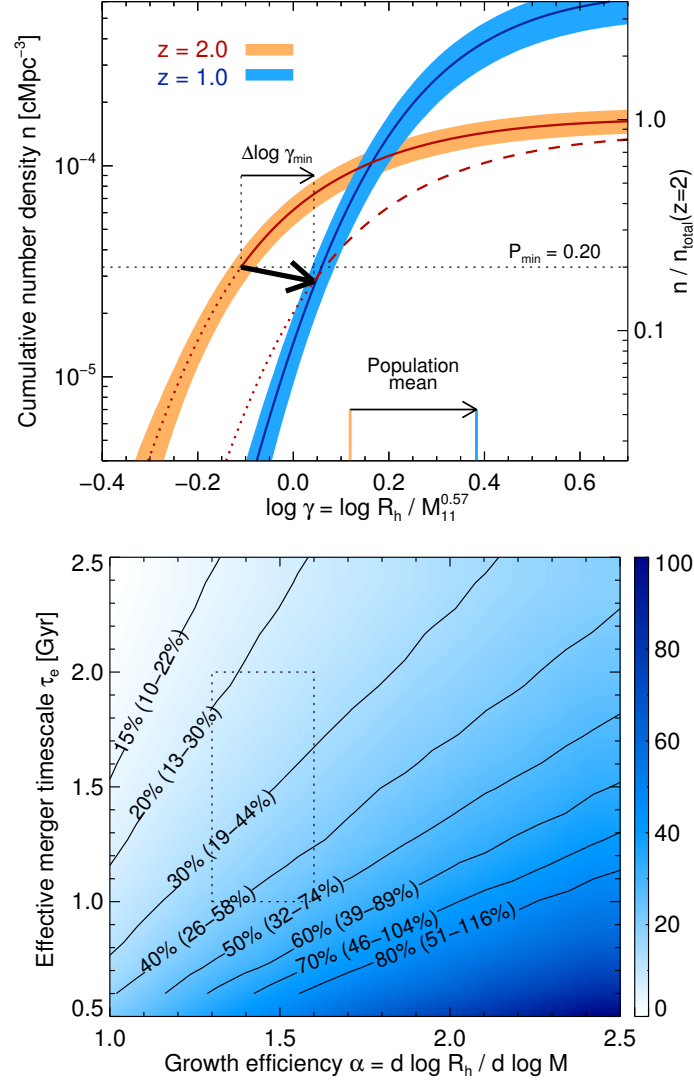 z = 2.0
z = 1.0
Δlog γmin
Pmin = 0.20
Population
mean
Cumulative number density n [cMpc⁻³]
10⁻⁴
10⁻⁵
n / ntotal(z=2)
1.0
0.1
−0.4 −0.2 0.0 0.2 0.4 0.6
log γ = log Rh / M11^0.57
Effective merger timescale τe [Gyr]
2.5
2.0
1.5
1.0
0.5
15% (10−22%)
20% (13−30%)
30% (19−44%)
40% (26−58%)
50% (32−74%)
60% (39−89%)
70% (46−104%)
80% (51−116%)
1.0 1.5 2.0 2.5
Growth efficiency α = d log Rh / d log M
100
80
60
40
20
0